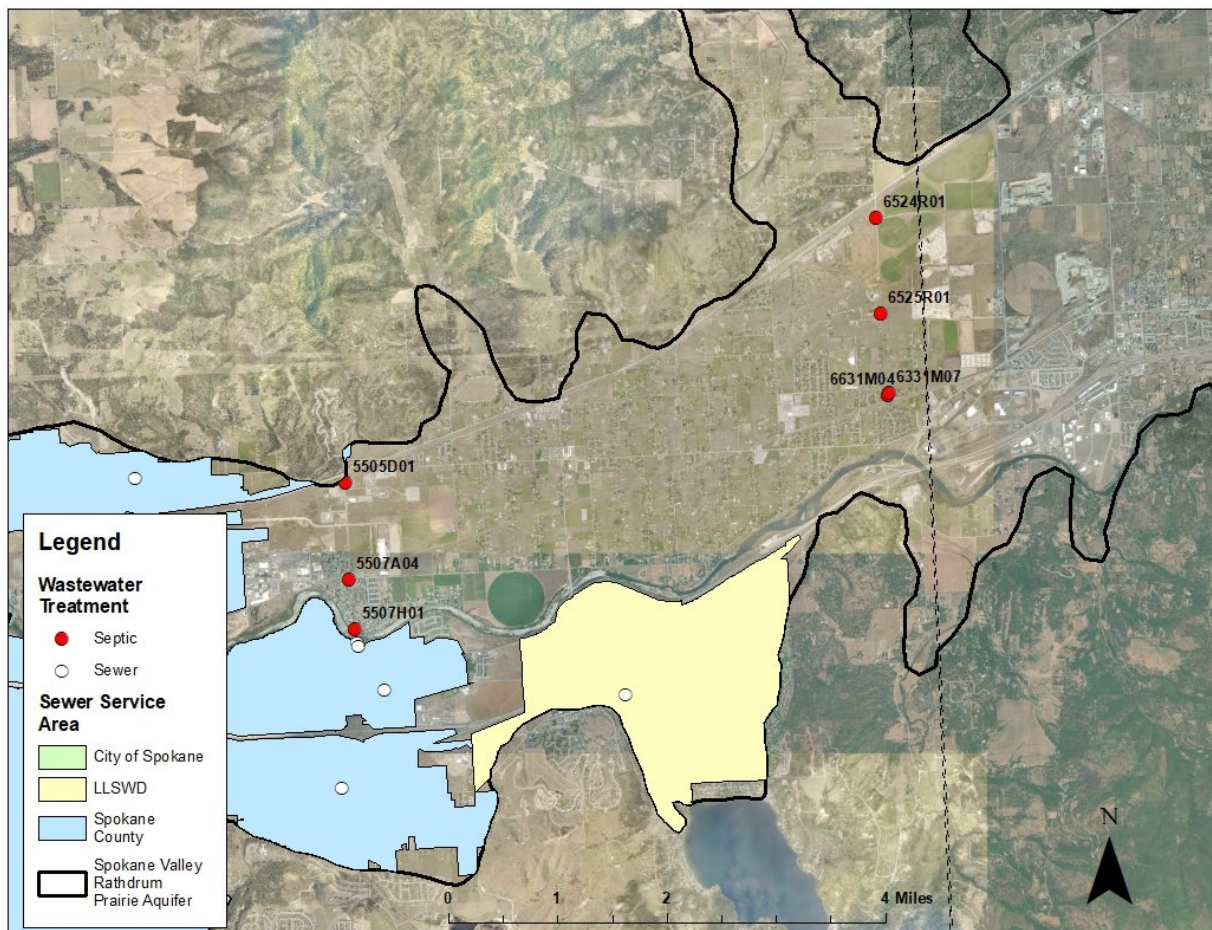 6524R01
6525R01
6631M04
6331M07
5505D01
5507A04
5507H01
Legend
Wastewater
Treatment
Septic
Sewer
Sewer Service
Area
City of Spokane
LLSWD
Spokane
County
Spokane Valley
Rathdrum
Prairie Aquifer
0 2 4 Miles
N